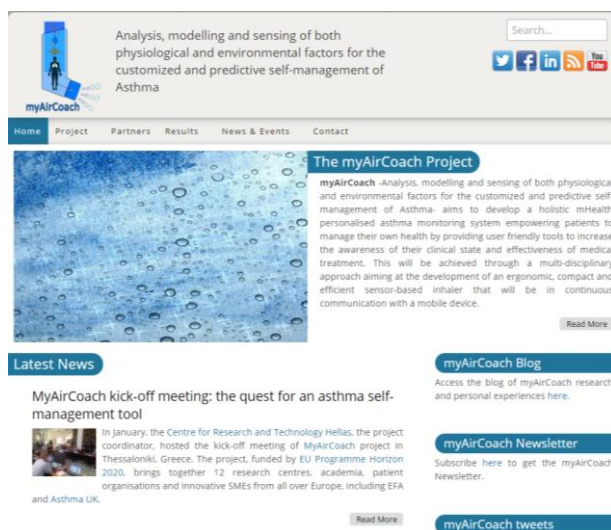 Analysis, modelling and sensing of both
physiological and environmental factors for the
customized and predictive self-management of
Asthma
Search...
You
Tube
myAirCoach
Home Project Partners Results News & Events Contact
The myAirCoach Project
myAirCoach -Analysis, modelling and sensing of both physiological
and environmental factors for the customized and predictive self
management of Asthma- aims to develop a holistic mHealth
personalised asthma monitoring system empowering patients to
manage their own health by providing user friendly tools to increase
the awareness of their clinical state and effectiveness of medical
treatment. This will be achieved through a multi-disciplinary
approach aiming at the development of an ergonomic, compact and
efficient sensor-based inhaler that will be in continuous
communication with a mobile device.
Read More
Latest News
MyAirCoach kick-off meeting: the quest for an asthma self-
management tool
In January, the Centre for Research and Technology Hellas, the project
coordinator, hosted the kick-off meeting of MyAirCoach project in
Thessaloniki, Greece. The project, funded by EU Programme Horizon
2020, brings together 12 research centres, academia, patient
organisations and innovative SMEs from all over Europe, including EFA
and Asthma UK.
Read More
myAirCoach Blog
Access the blog of myAirCoach research
and personal experiences here.
myAirCoach Newsletter
Subscribe here to get the myAirCoach
Newsletter.
myAirCoach tweets